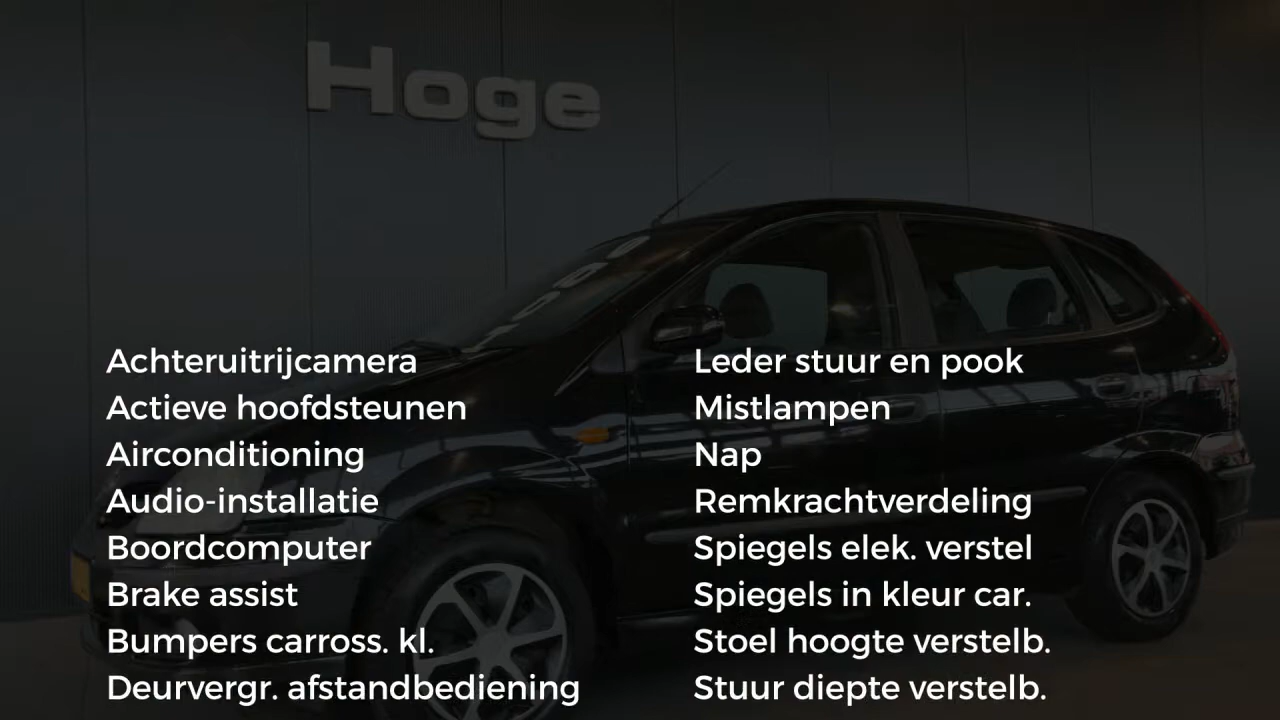 Hoge
Achteruitrijcamera
Actieve hoofdsteunen
Airconditioning
Audio-installatie
Boordcomputer
Brake assist
Bumpers carross. kl.
Deurvergr. afstandbediening
Leder stuur en pook
Mistlampen
Nap
Remkrachtverdeling
Spiegels elek. verstel
Spiegels in kleur car.
Stoel hoogte verstelb.
Stuur diepte verstelb.